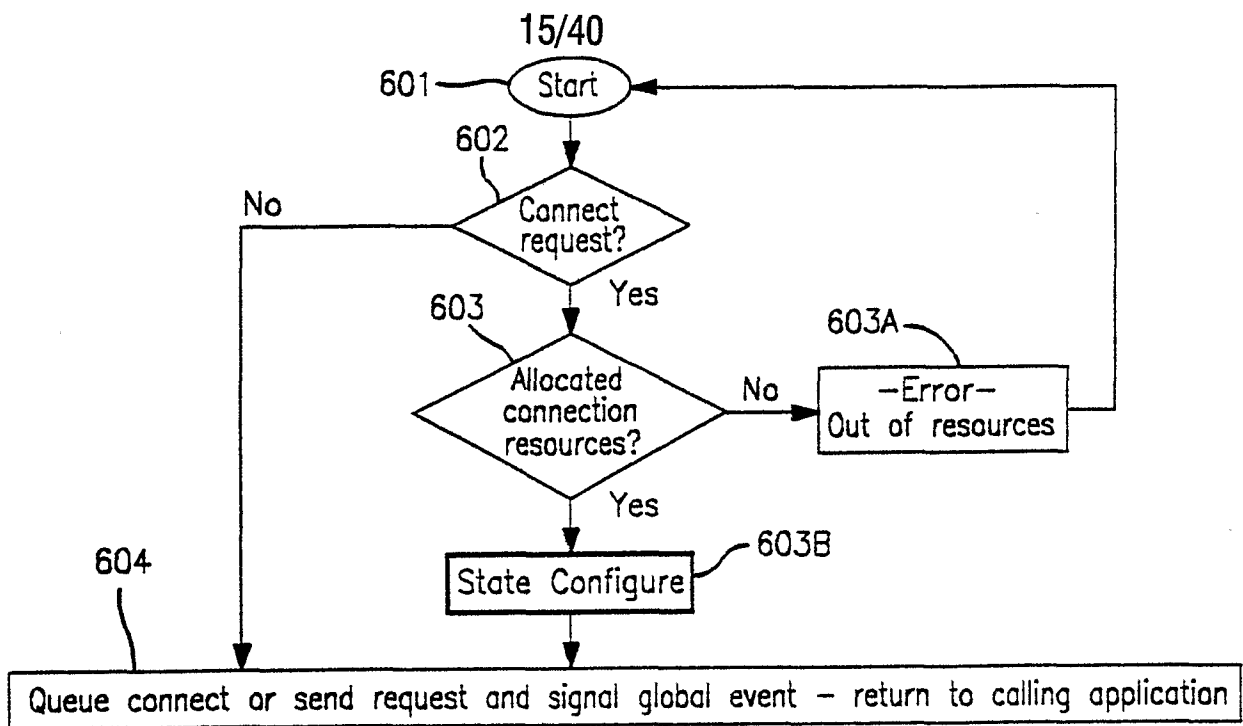 15/40
601
Start
602
No
Connect
request?
Yes
603
603A
Allocated
connection
resources?
No
—Error—
Out of resources
Yes
603B
State Configure
604
Queue connect or send request and signal global event — return to calling application